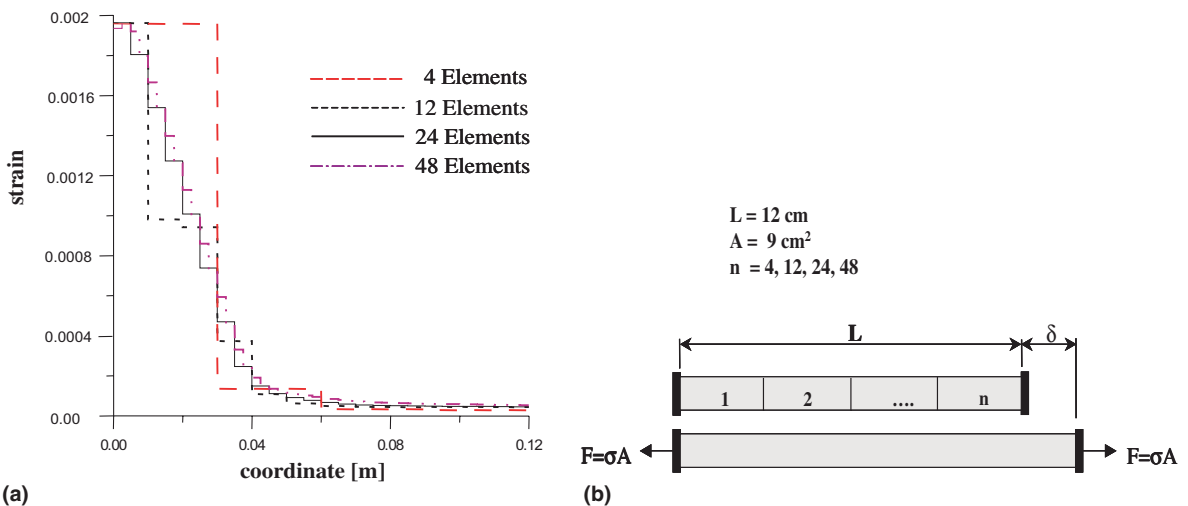 0.002
0.0016
0.0012
0.0008
0.0004
0.00
strain
0.00
0.04
0.08
0.12
coordinate [m]
4 Elements
12 Elements
24 Elements
48 Elements
(a)
L = 12 cm
A = 9 cm²
n = 4, 12, 24, 48
L
δ
1
2
....
n
F=σA
F=σA
(b)